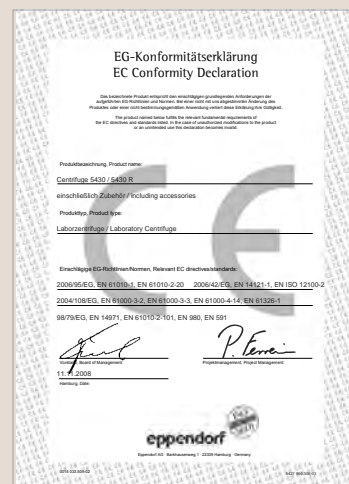 EG-Konformitätserklärung
EC Conformity Declaration
Das bezeichnete Produkt entspricht den einschlägigen grundlegenden Anforderungen der
aufgeführten EG-Richtlinien und Normen. Bei einer nicht mit uns abgestimmten Änderung des
Produktes oder einer nicht bestimmungsgemäßen Anwendung verliert diese Erklärung ihre Gültigkeit.
The product named below fulfills the relevant fundamental requirements of
the EC directives and standards listed. In the case of unauthorized modifications to the product
or an unintended use this declaration becomes invalid.
Produktbezeichnung, Product name:
Centrifuge 5430 / 5430 R
einschließlich Zubehör / Including accessories
Produkttyp, Product type:
Laborzentrifuge / Laboratory Centrifuge
Einschlägige EG-Richtlinien/Normen, Relevant EC directives/standards:
2006/95/EG, EN 61010-1, EN 61010-2-20 2006/42/EG, EN 14121-1, EN ISO 12100-2
2004/108/EG, EN 61000-3-2, EN 61000-3-3, EN 61000-4-14, EN 61326-1
98/79/EG, EN 14971, EN 61010-2-101, EN 980, EN 591
Vorstand, Board of Management: Projektmanagement, Project Management:
11.11.2008
Hamburg, Date:
eppendorf
Eppendorf AG · Barkhausenweg 1 · 22339 Hamburg · Germany